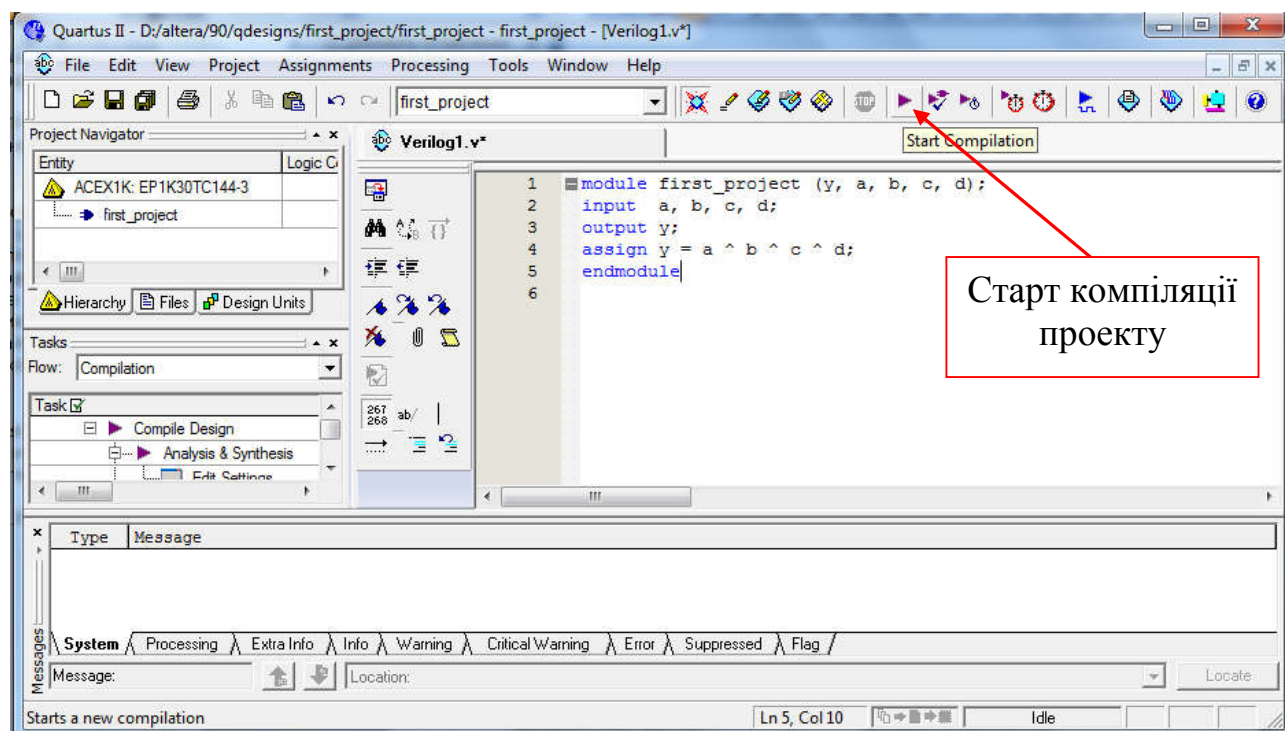 Quartus II - D:/altera/90/qdesigns/first_project/first_project - first_project - [Verilog1.v*]
File Edit View Project Assignments Processing Tools Window Help
first_project
STOP
Project Navigator
Entity
ACEX1K: EP1K30TC144-3
first_project
Hierarchy Files Design Units
Tasks
Flow: Compilation
Task
Compile Design
Analysis & Synthesis
Edit Settings
Verilog1.v*
Start Compilation
267
268
ab/
1 module first_project (y, a, b, c, d);
2 input a, b, c, d;
3 output y;
4 assign y = a ^ b ^ c ^ d;
5 endmodule
6
Старт компіляції
проекту
Type Message
System Processing Extra Info Info Warning Critical Warning Error Suppressed Flag
Messages
Message: Location: Locate
Starts a new compilation Ln 5, Col 10 Idle